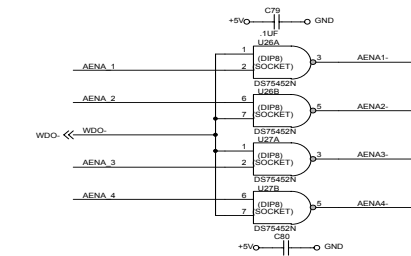 C79
+5V GND
.1UF
U26A
1
AENA_1 2 (DIP8) SOCKET) 3 AENA1-
DS75452N
U26B
AENA_2 6 (DIP8) 5 AENA2-
7 SOCKET)
DS75452N
WDO- WDO-
U27A
1 (DIP8) 3 AENA3-
AENA_3 2 SOCKET)
DS75452N
U27B
AENA_4 6 (DIP8) 5 AENA4-
7 SOCKET)
DS75452N
C80
+5V GND